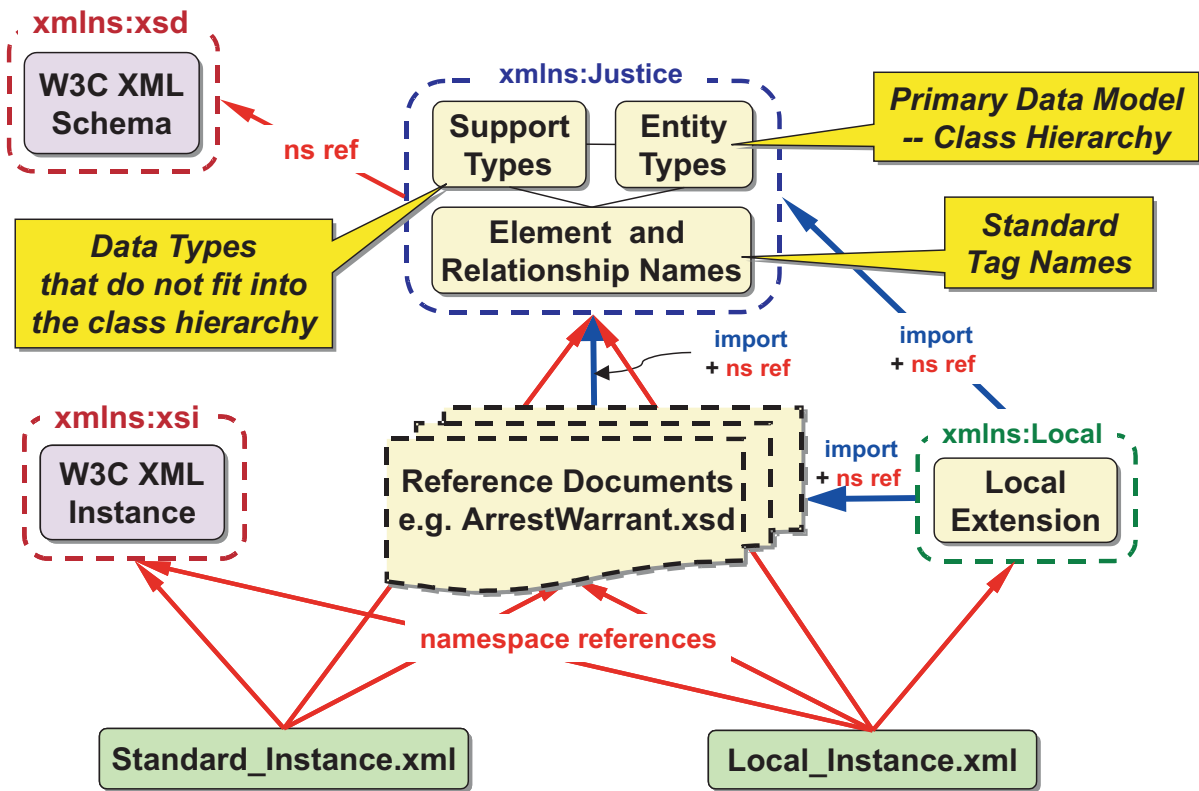 xmlns:xsd
W3C XML
Schema
ns ref
xmlns:Justice
Support
Types
Entity
Types
Element and
Relationship Names
Primary Data Model
-- Class Hierarchy
Data Types
that do not fit into
the class hierarchy
Standard
Tag Names
import
+ ns ref
import
+ ns ref
xmlns:xsi
W3C XML
Instance
Reference Documents
e.g. ArrestWarrant.xsd
import
+ ns ref
xmlns:Local
Local
Extension
namespace references
Standard_Instance.xml
Local_Instance.xml